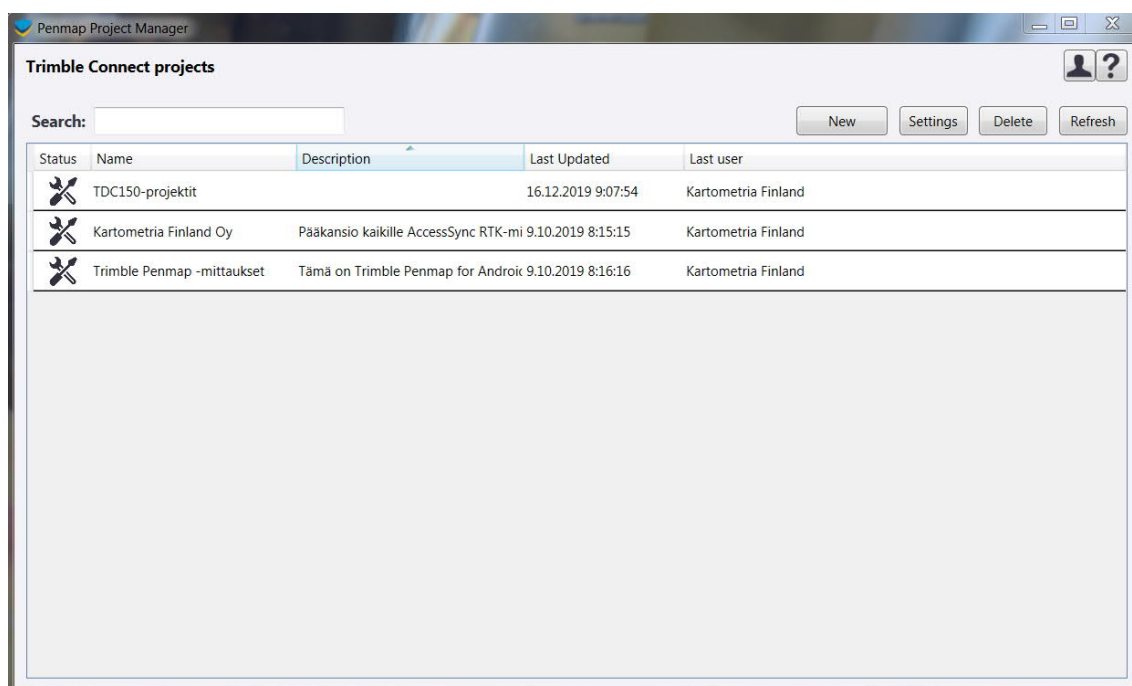 Penmap Project Manager
Trimble Connect projects
?
Search:
New Settings Delete Refresh
Status Name Description Last Updated Last user
TDC150-projektit 16.12.2019 9:07:54 Kartometria Finland
Kartometria Finland Oy Pääkansio kaikille AccessSync RTK-mi 9.10.2019 8:15:15 Kartometria Finland
Trimble Penmap -mittaukset Tämä on Trimble Penmap for Androic 9.10.2019 8:16:16 Kartometria Finland